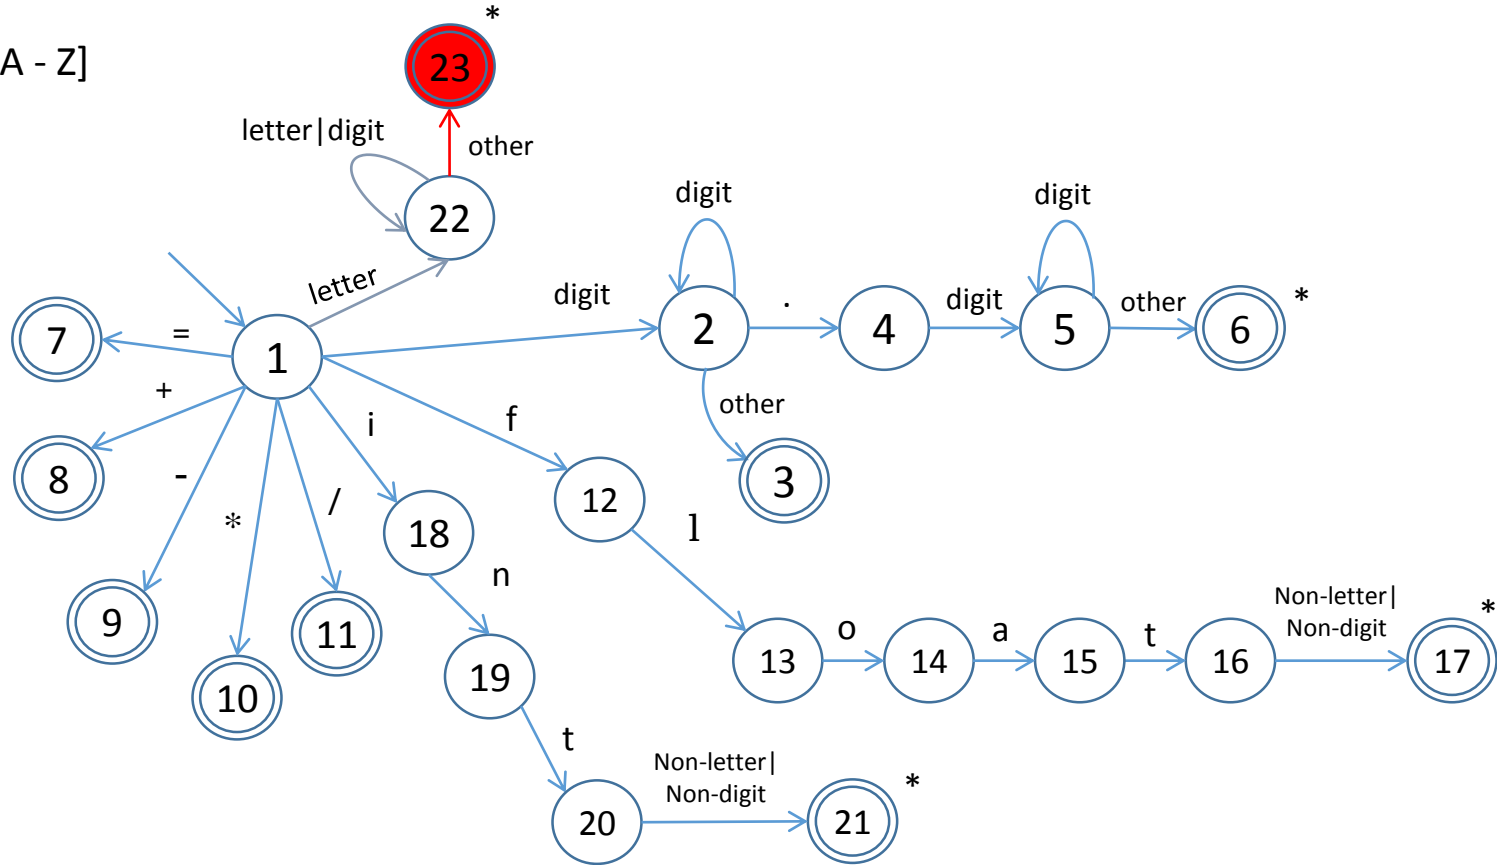 *
A - Z]
23
letter|digit
other
22
digit
digit
letter
digit
.
digit
other
*
7
=
1
2
4
5
6
+
other
i
f
8
-
3
*
/
12
l
18
n
9
11
Non-letter|
Non-digit
*
o
a
t
13
14
15
16
17
19
10
t
Non-letter|
Non-digit
*
20
21